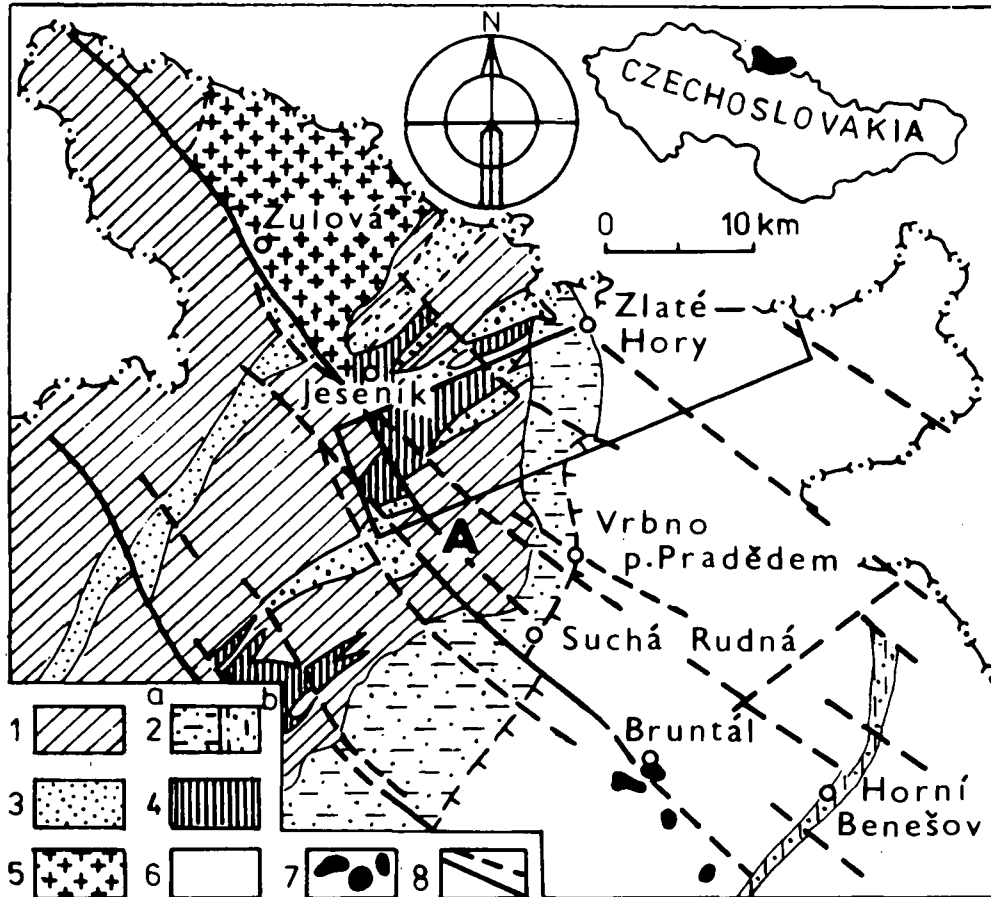 N
CZECHOSLOVAKIA
0 10 km
Žulová
Zlaté
Hory
Jeseník
A
Vrbno
p.Pradědem
Suchá Rudná
Bruntál
Horní
Benešov
a b
1 2
3 4
5 6 7 8